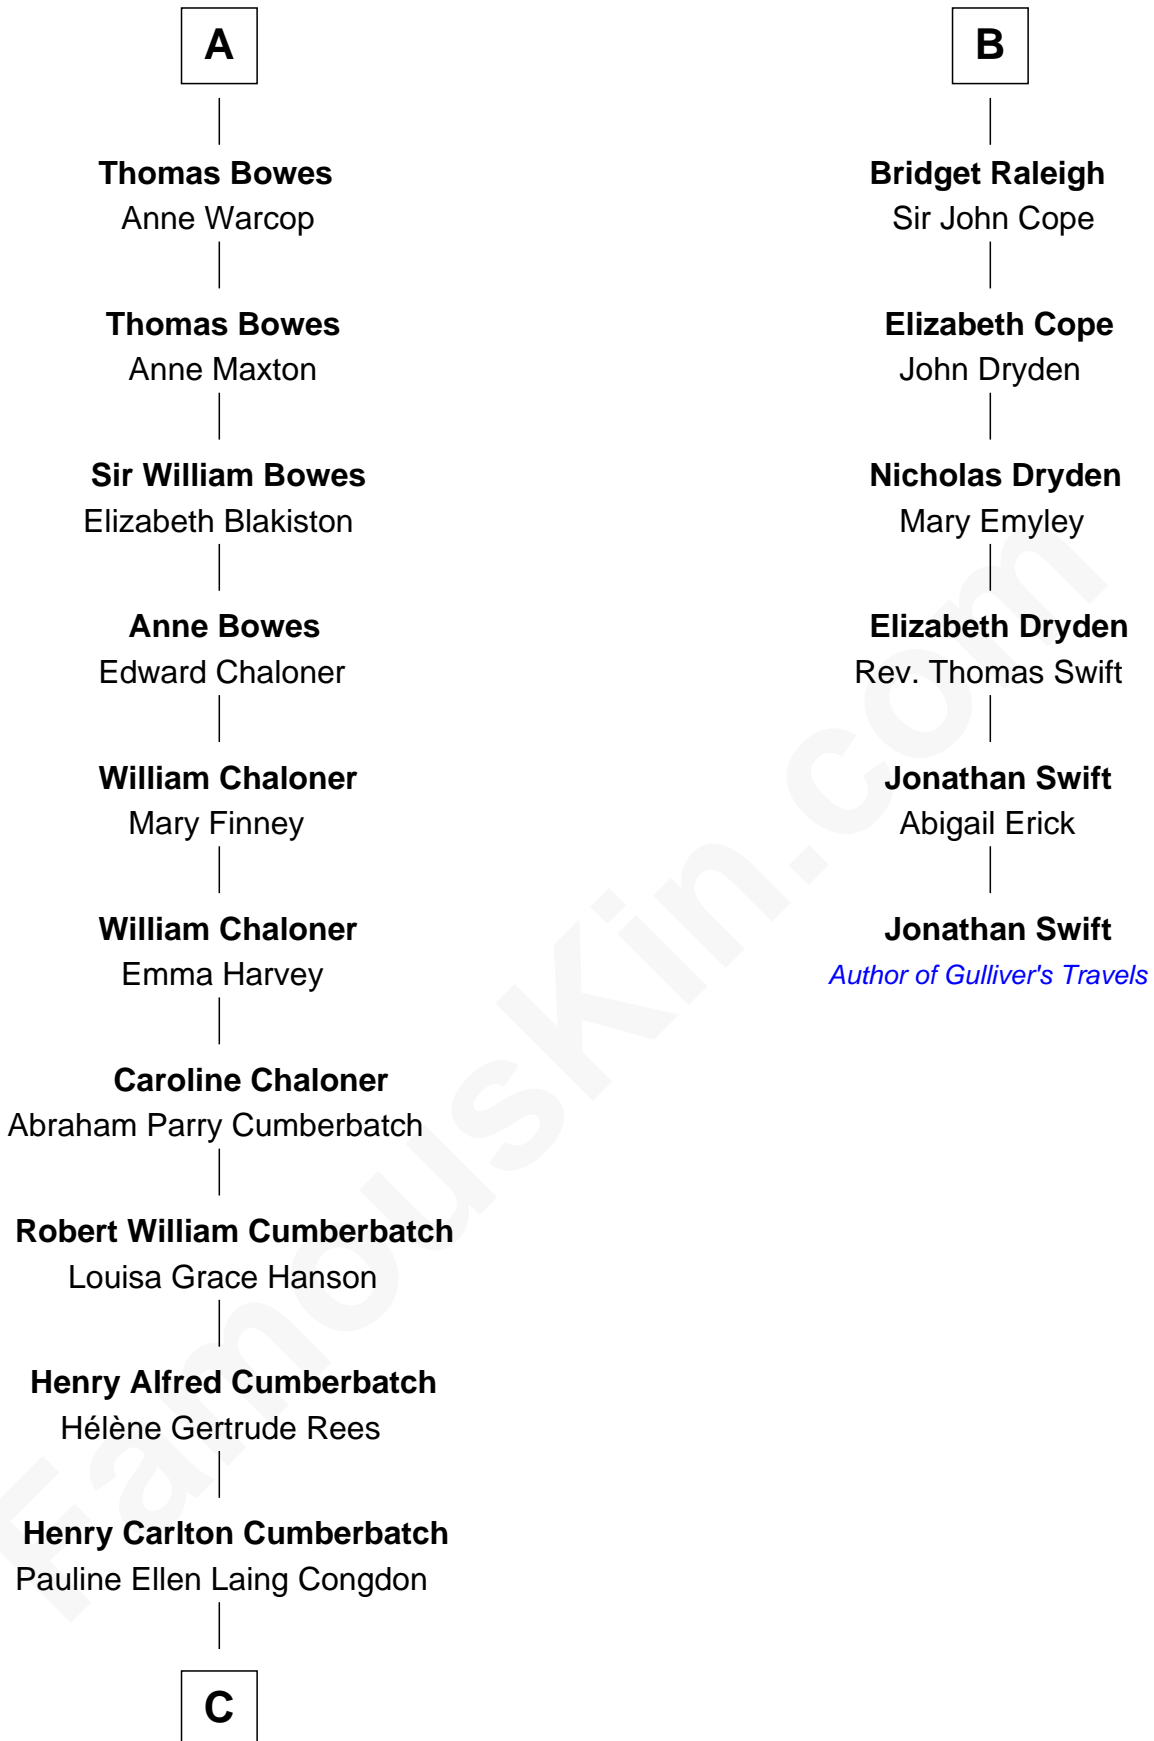 A
Thomas Bowes
Anne Warcop
Thomas Bowes
Anne Maxton
Sir William Bowes
Elizabeth Blakiston
Anne Bowes
Edward Chaloner
William Chaloner
Mary Finney
William Chaloner
Emma Harvey
Caroline Chaloner
Abraham Parry Cumberbatch
Robert William Cumberbatch
Louisa Grace Hanson
Henry Alfred Cumberbatch
Hélène Gertrude Rees
Henry Carlton Cumberbatch
Pauline Ellen Laing Congdon
C
B
Bridget Raleigh
Sir John Cope
Elizabeth Cope
John Dryden
Nicholas Dryden
Mary Emyley
Elizabeth Dryden
Rev. Thomas Swift
Jonathan Swift
Abigail Erick
Jonathan Swift
Author of Gulliver's Travels
FamousKin.com